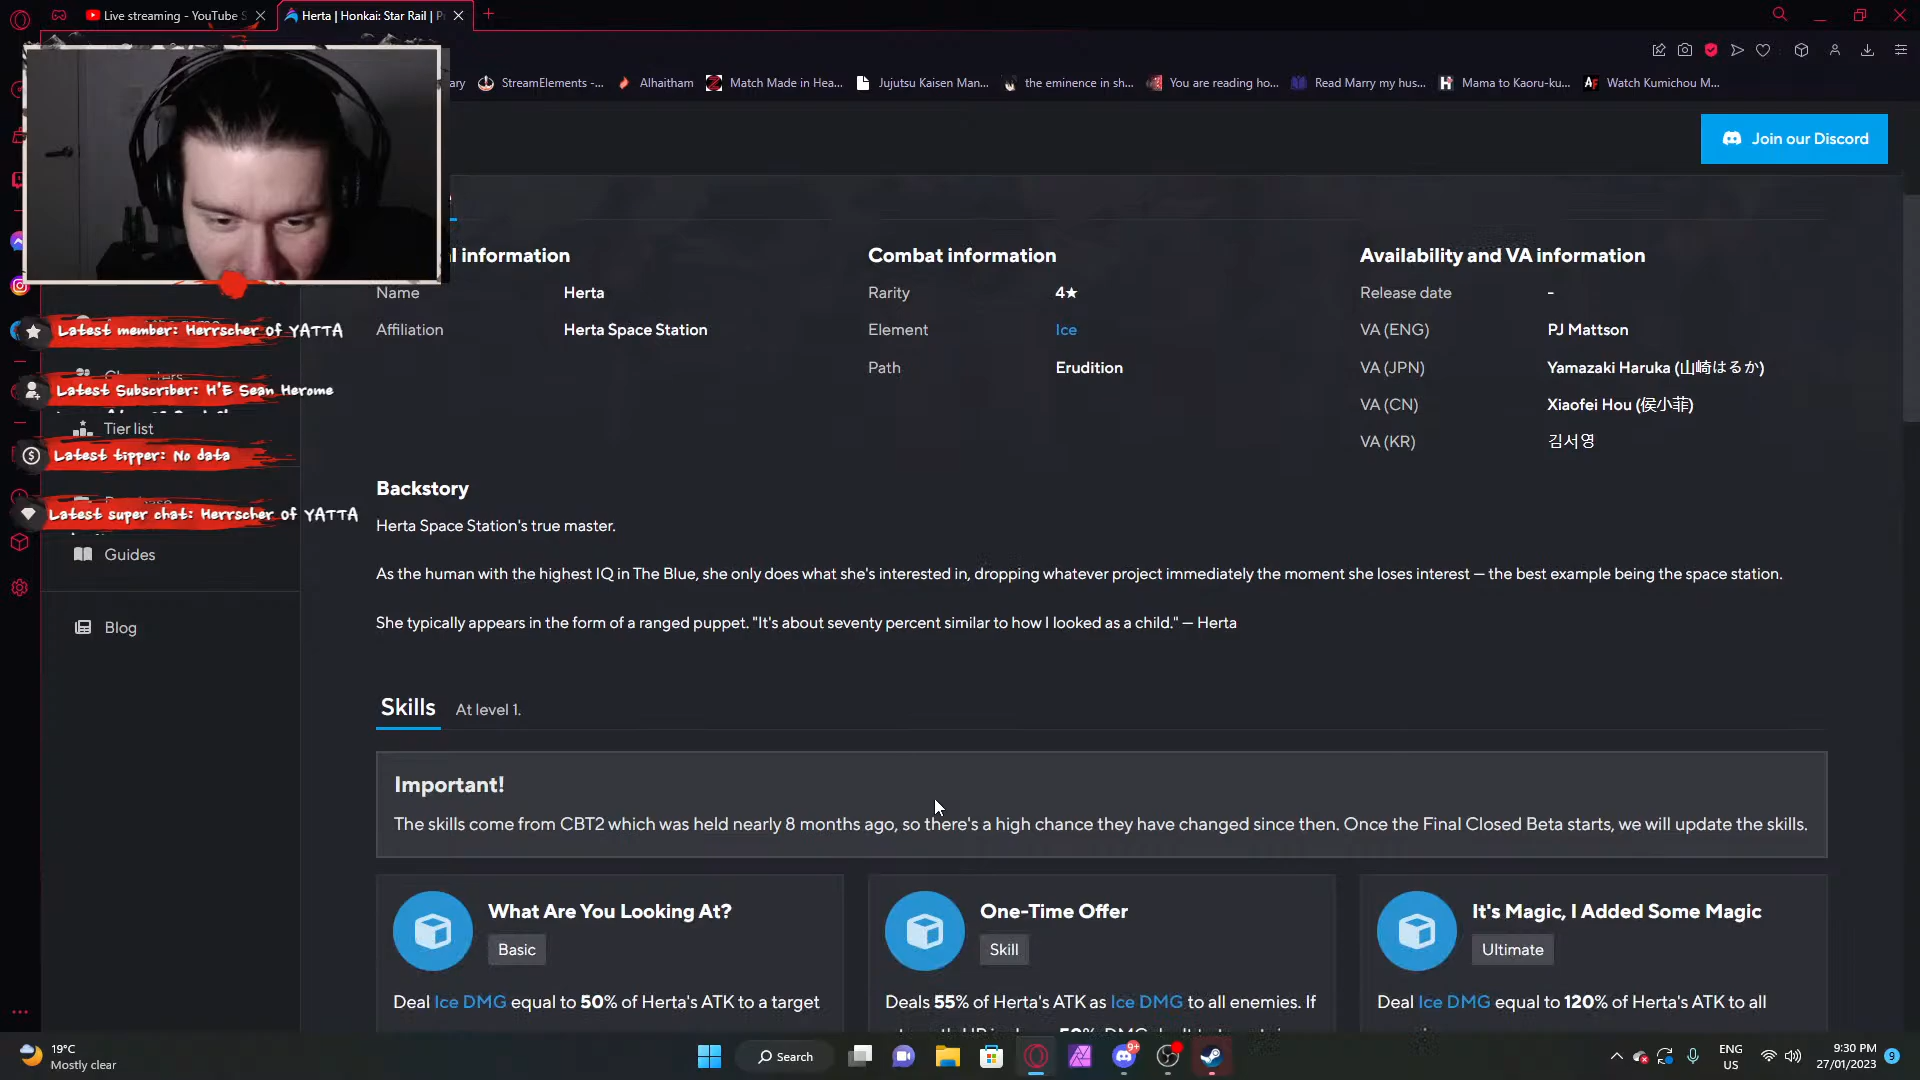 Live streaming - YouTube S
Herta | Honkai: Star Rail | P
ary
StreamElements -...
Alhaitham
Match Made in Hea...
Jujutsu Kaisen Man...
the eminence in sh...
You are reading ho...
Read Marry my hus...
Mama to Kaoru-ku...
Watch Kumichou M...
Join our Discord
l information
Name Herta
Affiliation Herta Space Station
Combat information
Rarity 4★
Element Ice
Path Erudition
Availability and VA information
Release date -
VA (ENG) PJ Mattson
VA (JPN) Yamazaki Haruka (山崎はるか)
VA (CN) Xiaofei Hou (侯小菲)
VA (KR) 김서영
Latest member: Herrscher of YATTA
Characters
Latest Subscriber: H'E Sean Herome
Tier list
Latest tipper: No data
Latest super chat: Herrscher of YATTA
Guides
Blog
Backstory
Herta Space Station's true master.
As the human with the highest IQ in The Blue, she only does what she's interested in, dropping whatever project immediately the moment she loses interest — the best example being the space station.
She typically appears in the form of a ranged puppet. "It's about seventy percent similar to how I looked as a child." — Herta
Skills At level 1.
Important!
The skills come from CBT2 which was held nearly 8 months ago, so there's a high chance they have changed since then. Once the Final Closed Beta starts, we will update the skills.
What Are You Looking At?
Basic
Deal Ice DMG equal to 50% of Herta's ATK to a target
One-Time Offer
Skill
Deals 55% of Herta's ATK as Ice DMG to all enemies. If
It's Magic, I Added Some Magic
Ultimate
Deal Ice DMG equal to 120% of Herta's ATK to all
19°C
Mostly clear
Search
9+
ENG
US
9:30 PM
27/01/2023
9